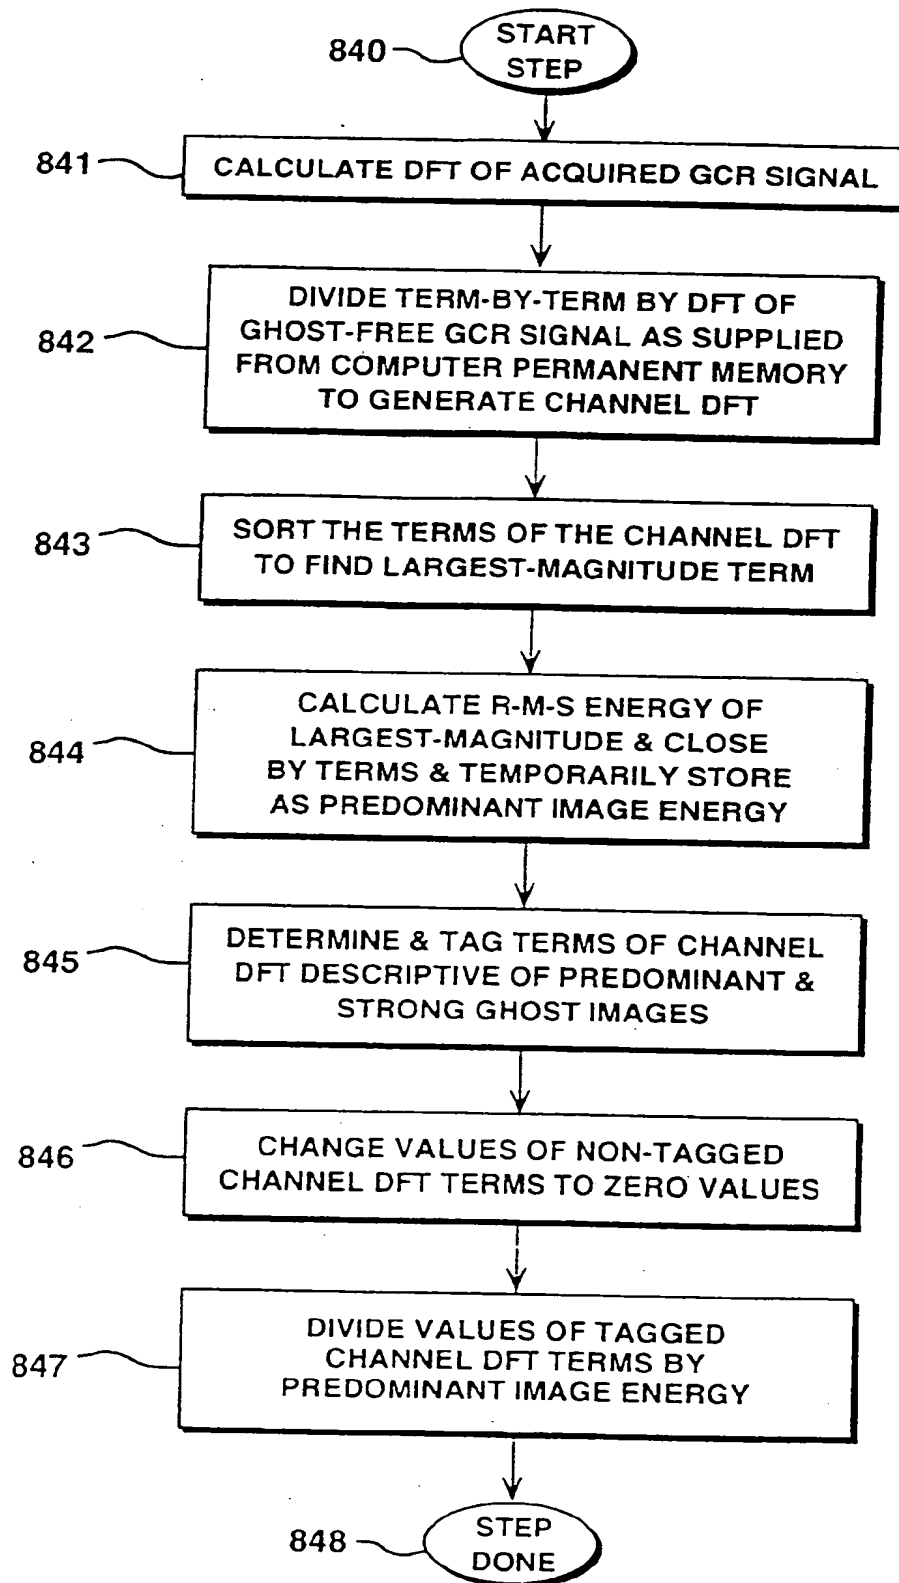 840
START
STEP
841
CALCULATE DFT OF ACQUIRED GCR SIGNAL
842
DIVIDE TERM-BY-TERM BY DFT OF
GHOST-FREE GCR SIGNAL AS SUPPLIED
FROM COMPUTER PERMANENT MEMORY
TO GENERATE CHANNEL DFT
843
SORT THE TERMS OF THE CHANNEL DFT
TO FIND LARGEST-MAGNITUDE TERM
844
CALCULATE R-M-S ENERGY OF
LARGEST-MAGNITUDE & CLOSE
BY TERMS & TEMPORARILY STORE
AS PREDOMINANT IMAGE ENERGY
845
DETERMINE & TAG TERMS OF CHANNEL
DFT DESCRIPTIVE OF PREDOMINANT &
STRONG GHOST IMAGES
846
CHANGE VALUES OF NON-TAGGED
CHANNEL DFT TERMS TO ZERO VALUES
847
DIVIDE VALUES OF TAGGED
CHANNEL DFT TERMS BY
PREDOMINANT IMAGE ENERGY
848
STEP
DONE